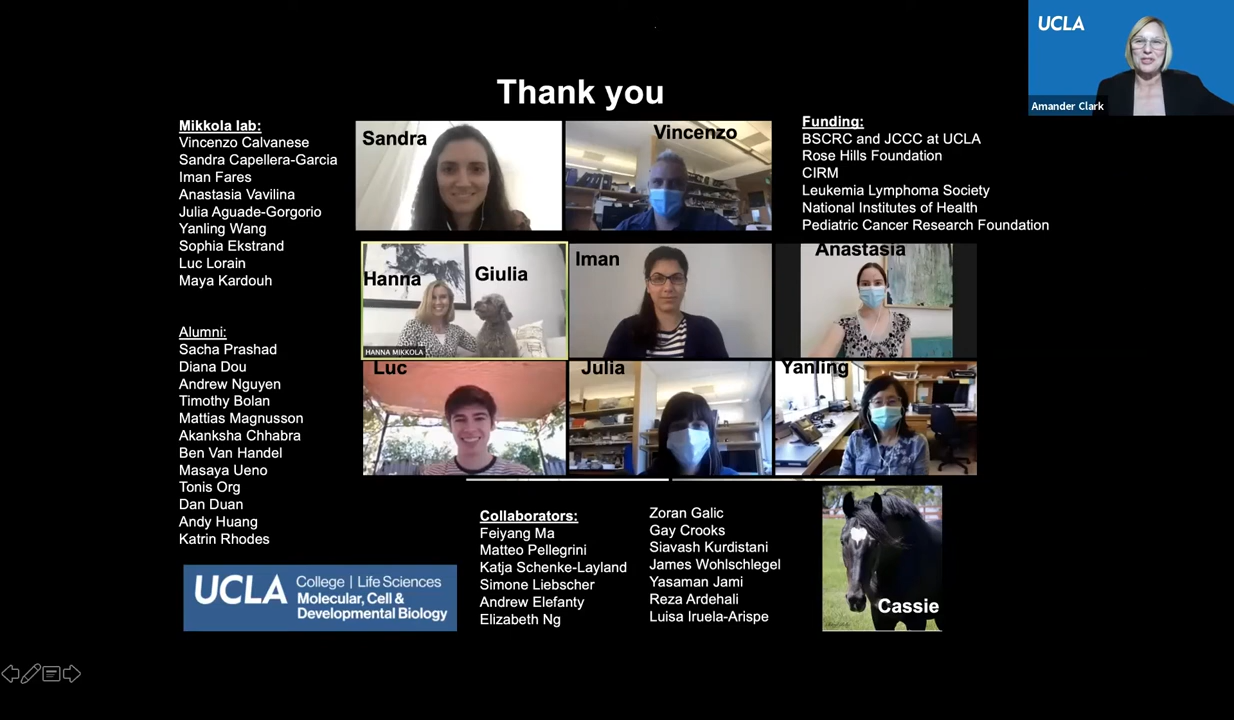 UCLA
Amander Clark
Thank you
Mikkola lab:
Vincenzo Calvanese
Sandra Capellera-Garcia
Iman Fares
Anastasia Vavilina
Julia Aguade-Gorgorio
Yanling Wang
Sophia Ekstrand
Luc Lorain
Maya Kardouh
Alumni:
Sacha Prashad
Diana Dou
Andrew Nguyen
Timothy Bolan
Mattias Magnusson
Akanksha Chhabra
Ben Van Handel
Masaya Ueno
Tonis Org
Dan Duan
Andy Huang
Katrin Rhodes
Sandra
Vincenzo
Hanna
Giulia
HANNA MIKKOLA
Iman
Anastasia
Luc
Julia
Yanling
Funding:
BSCRC and JCCC at UCLA
Rose Hills Foundation
CIRM
Leukemia Lymphoma Society
National Institutes of Health
Pediatric Cancer Research Foundation
Collaborators:
Feiyang Ma
Matteo Pellegrini
Katja Schenke-Layland
Simone Liebscher
Andrew Elefanty
Elizabeth Ng
Zoran Galic
Gay Crooks
Siavash Kurdistani
James Wohlschlegel
Yasaman Jami
Reza Ardehali
Luisa Iruela-Arispe
Cassie
UCLA College | Life Sciences
Molecular, Cell &
Developmental Biology